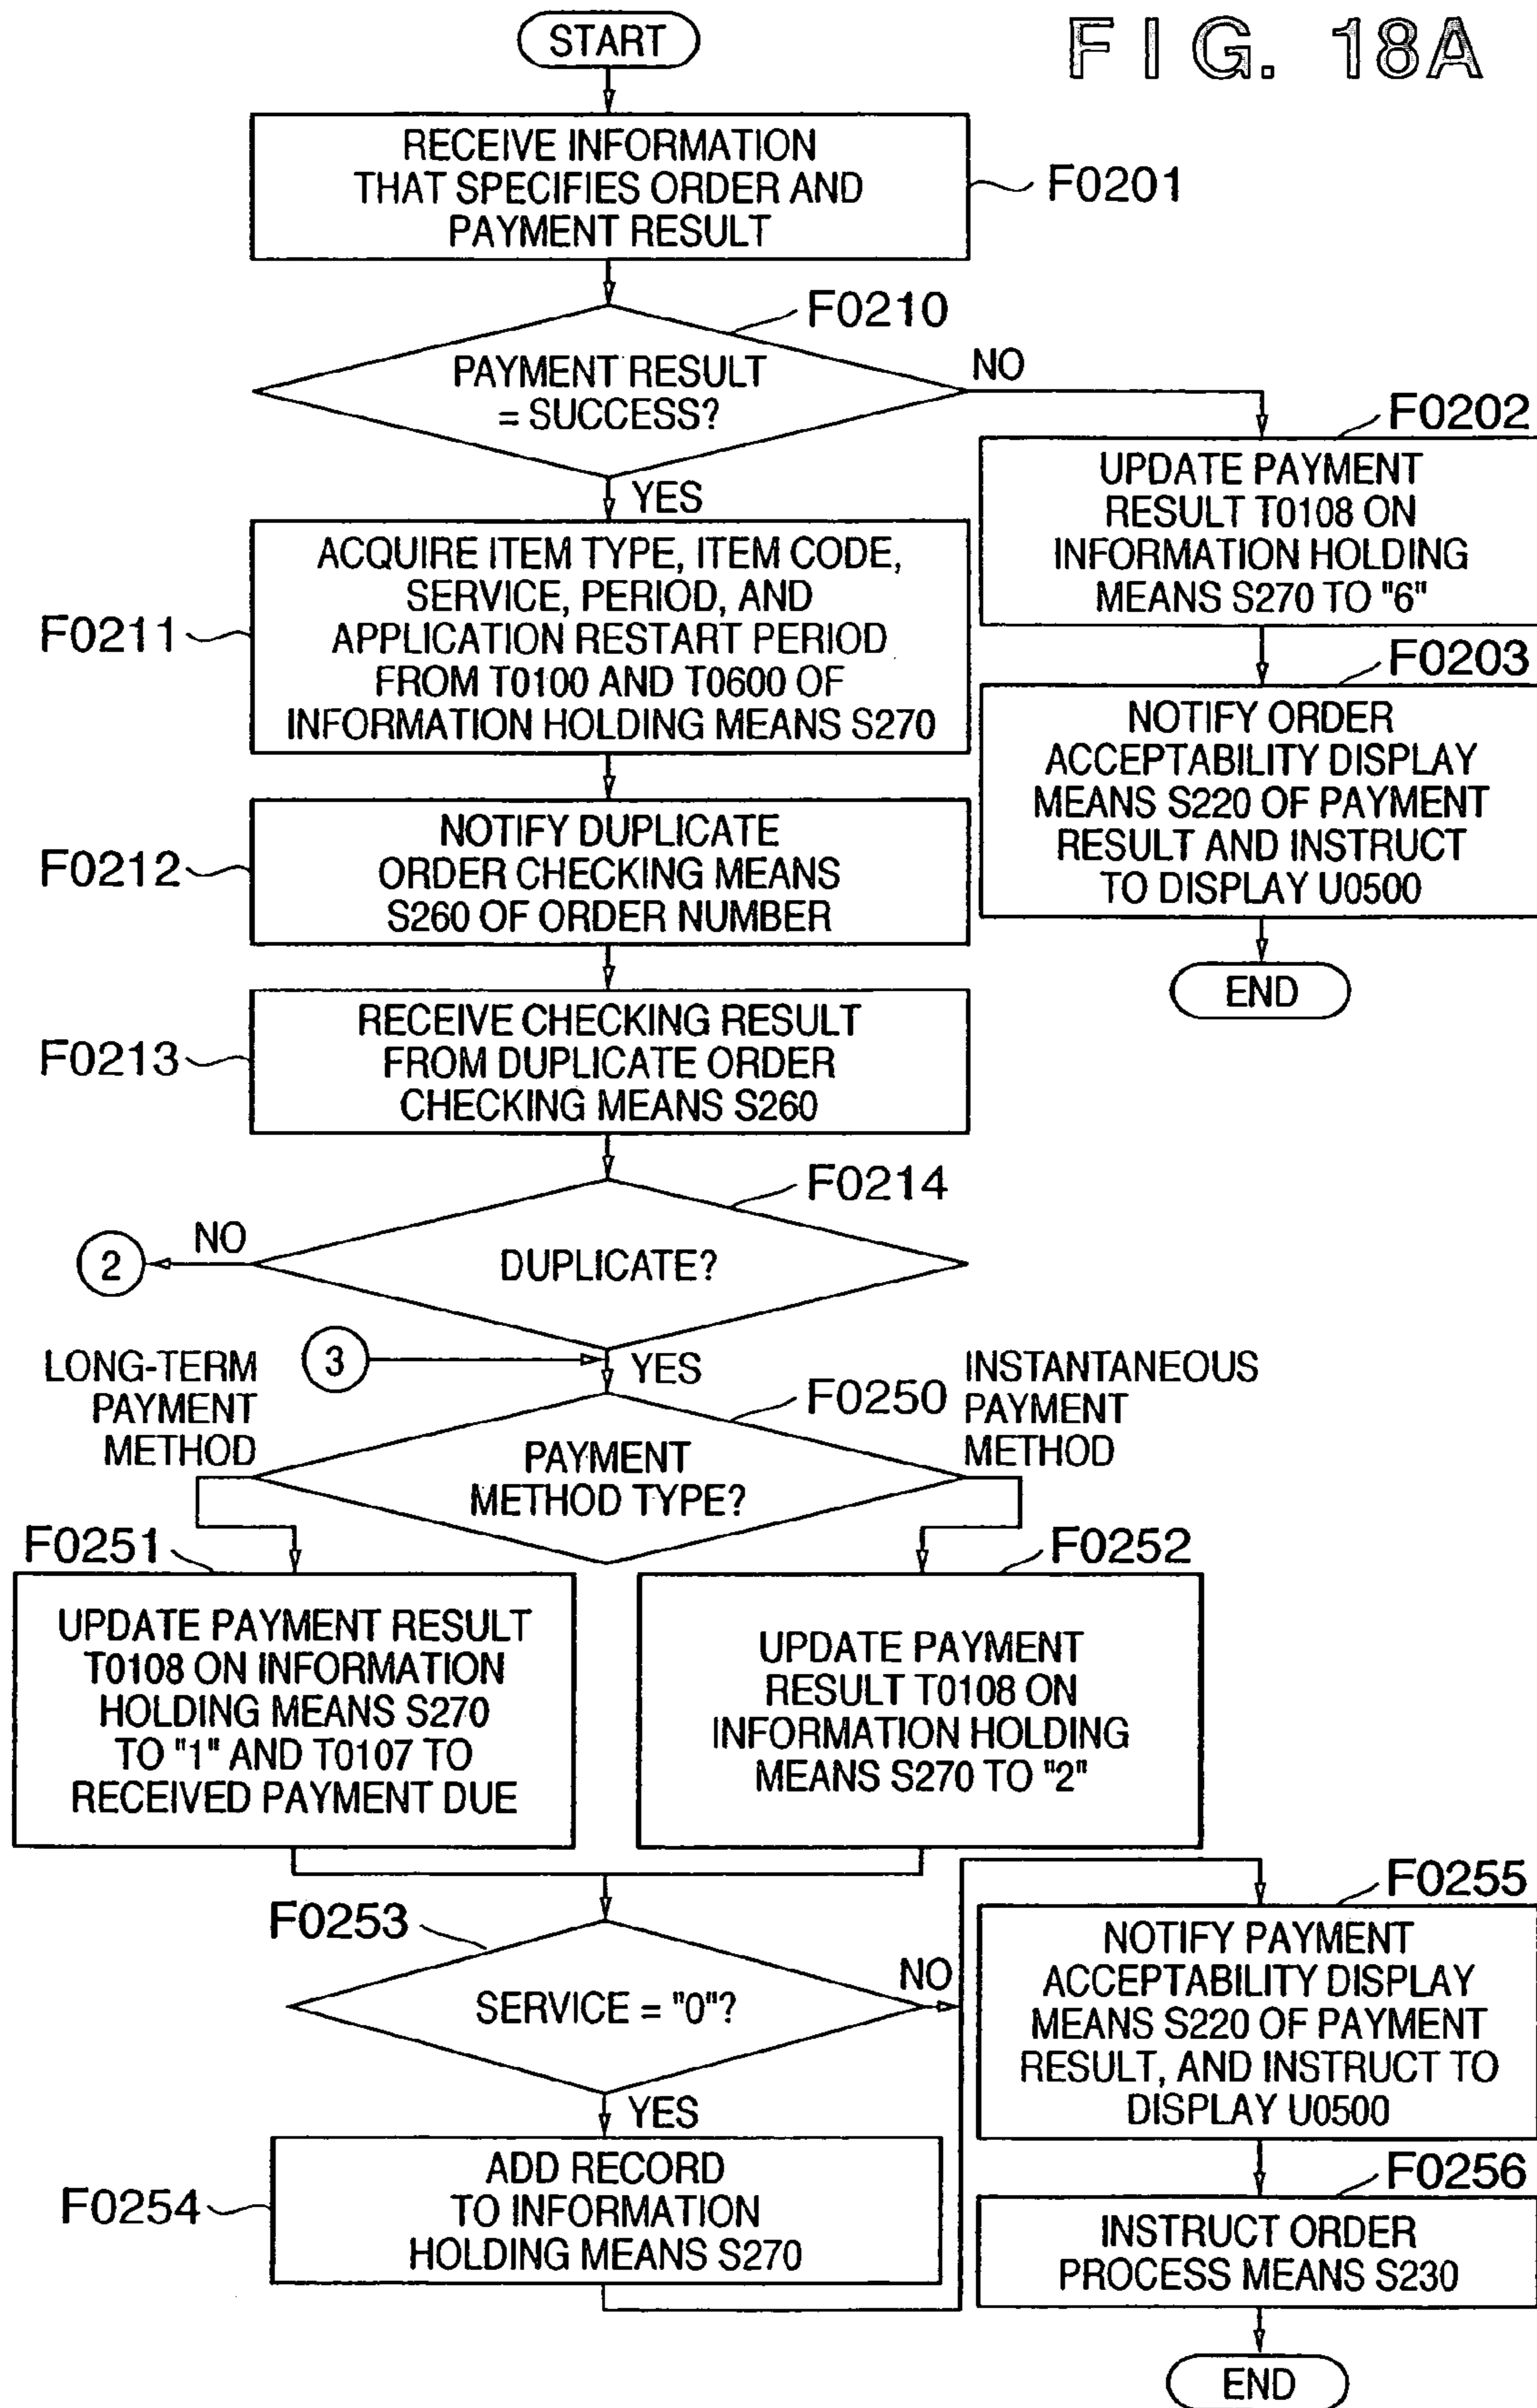 FIG. 18A
START
RECEIVE INFORMATION
THAT SPECIFIES ORDER AND
PAYMENT RESULT
F0201
F0210
PAYMENT RESULT
= SUCCESS?
NO
YES
F0202
UPDATE PAYMENT
RESULT T0108 ON
INFORMATION HOLDING
MEANS S270 TO "6"
F0203
NOTIFY ORDER
ACCEPTABILITY DISPLAY
MEANS S220 OF PAYMENT
RESULT AND INSTRUCT
TO DISPLAY U0500
END
F0211
ACQUIRE ITEM TYPE, ITEM CODE,
SERVICE, PERIOD, AND
APPLICATION RESTART PERIOD
FROM T0100 AND T0600 OF
INFORMATION HOLDING MEANS S270
F0212
NOTIFY DUPLICATE
ORDER CHECKING MEANS
S260 OF ORDER NUMBER
F0213
RECEIVE CHECKING RESULT
FROM DUPLICATE ORDER
CHECKING MEANS S260
F0214
DUPLICATE?
NO
2
3
YES
F0250
PAYMENT
METHOD TYPE?
LONG-TERM
PAYMENT
METHOD
INSTANTANEOUS
PAYMENT
METHOD
F0251
UPDATE PAYMENT RESULT
T0108 ON INFORMATION
HOLDING MEANS S270
TO "1" AND T0107 TO
RECEIVED PAYMENT DUE
F0252
UPDATE PAYMENT
RESULT T0108 ON
INFORMATION HOLDING
MEANS S270 TO "2"
F0253
SERVICE = "0"?
NO
YES
F0254
ADD RECORD
TO INFORMATION
HOLDING MEANS S270
F0255
NOTIFY PAYMENT
ACCEPTABILITY DISPLAY
MEANS S220 OF PAYMENT
RESULT, AND INSTRUCT TO
DISPLAY U0500
F0256
INSTRUCT ORDER
PROCESS MEANS S230
END